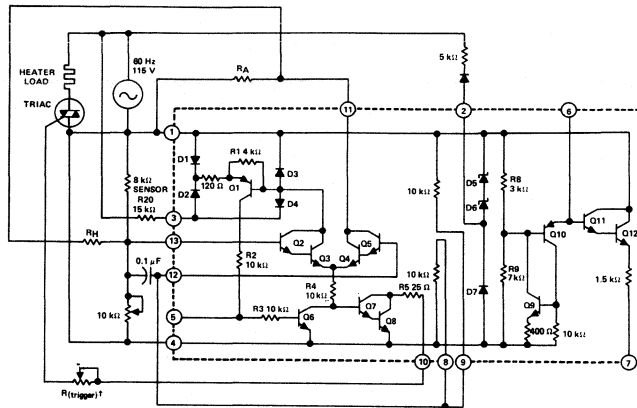 HEATER
LOAD
TRIAC
60 Hz
115 V
RA
5 kΩ
11
2
6
1
D1
R1 4 kΩ
D3
8 kΩ
SENSOR
R20
15 kΩ
D2
120 Ω
Q1
D4
3
RH
13
0.1 μF
12
R2
10 kΩ
Q2
Q3
Q4
Q5
R4
10 kΩ
R5 25 Ω
10 kΩ
5
R3 10 kΩ
Q6
Q7
Q8
4
10 kΩ
10 kΩ
D5
D6
D7
R8
3 kΩ
R9
7 kΩ
Q10
Q11
Q12
1.5 kΩ
Q9
400 Ω
10 kΩ
10
8
9
7
R(trigger)†